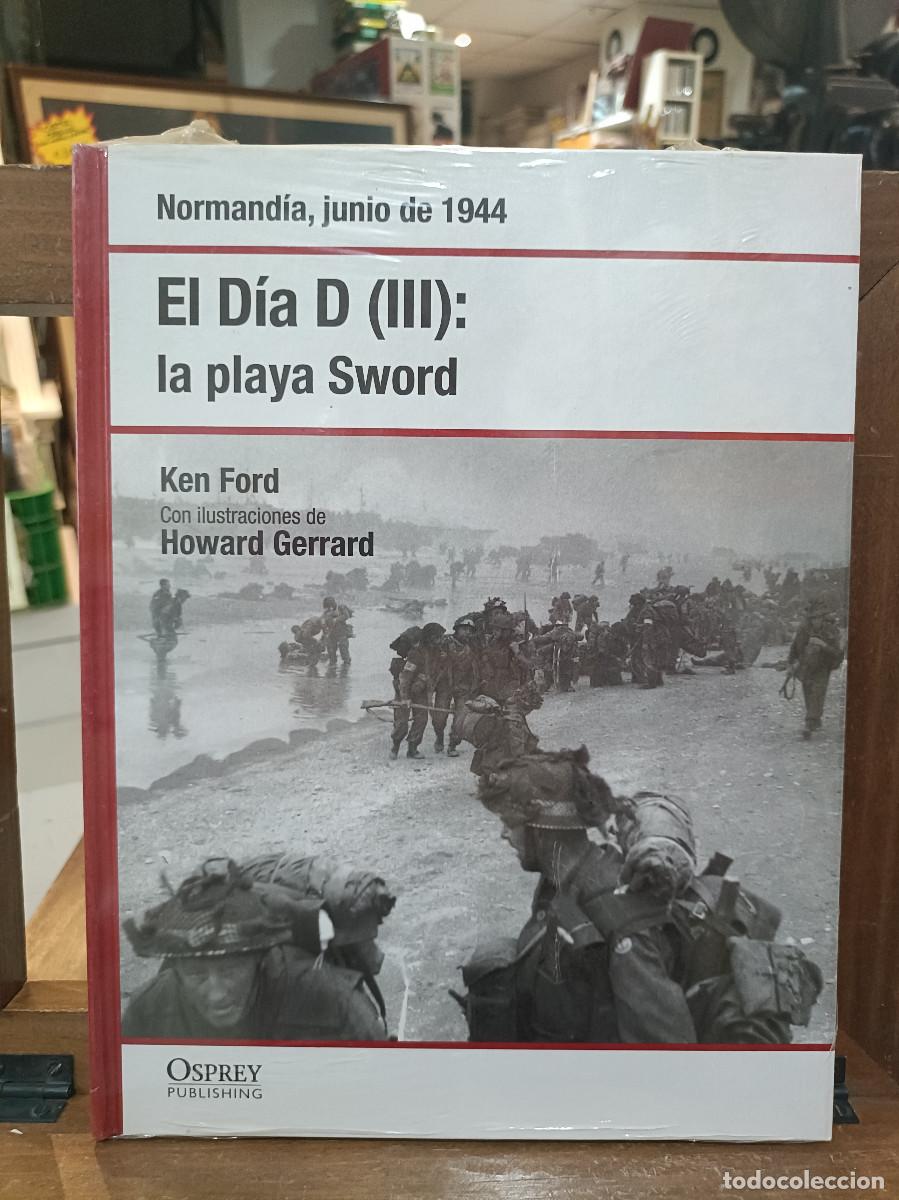 Normandía, junio de 1944
El Día D (III):
la playa Sword
Ken Ford
Con ilustraciones de
Howard Gerrard
OSPREY
PUBLISHING
todocoleccion